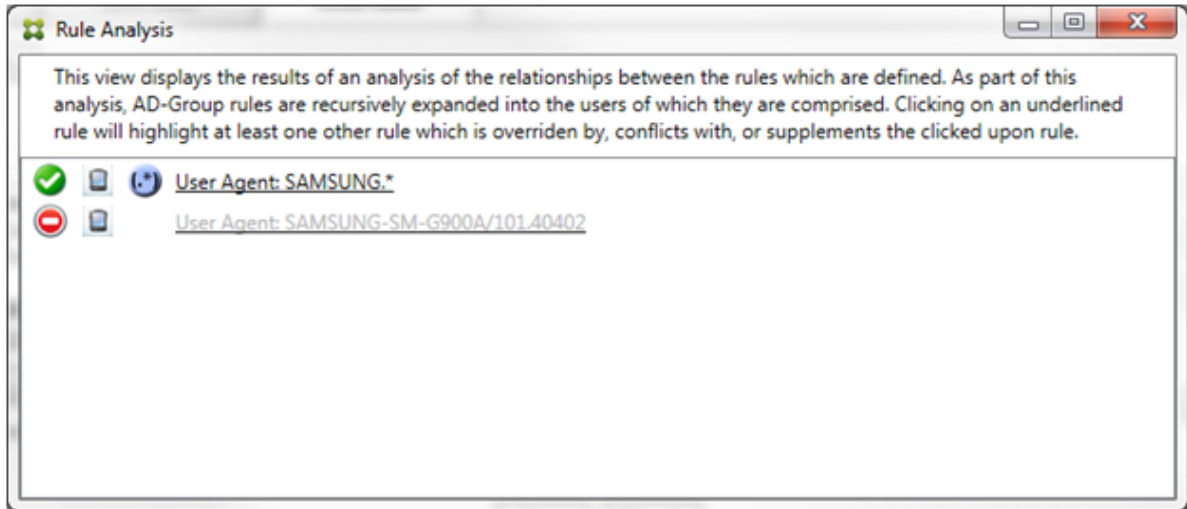 Rule Analysis
This view displays the results of an analysis of the relationships between the rules which are defined. As part of this
analysis, AD-Group rules are recursively expanded into the users of which they are comprised. Clicking on an underlined
rule will highlight at least one other rule which is overriden by, conflicts with, or supplements the clicked upon rule.
(.*) User Agent: SAMSUNG.*
User Agent: SAMSUNG-SM-G900A/101.40402